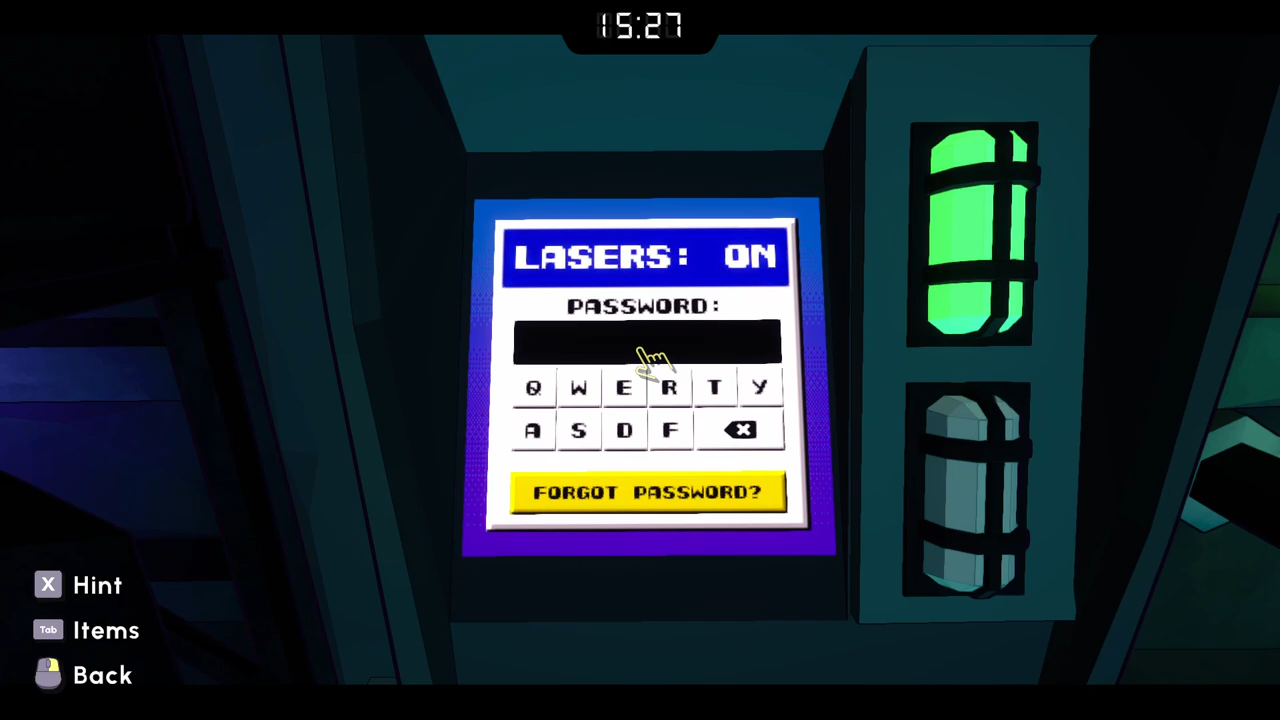 15:27
LASERS: ON
PASSWORD:
Q W E R T Y
A S D F
FORGOT PASSWORD?
X Hint
Tab Items
Back